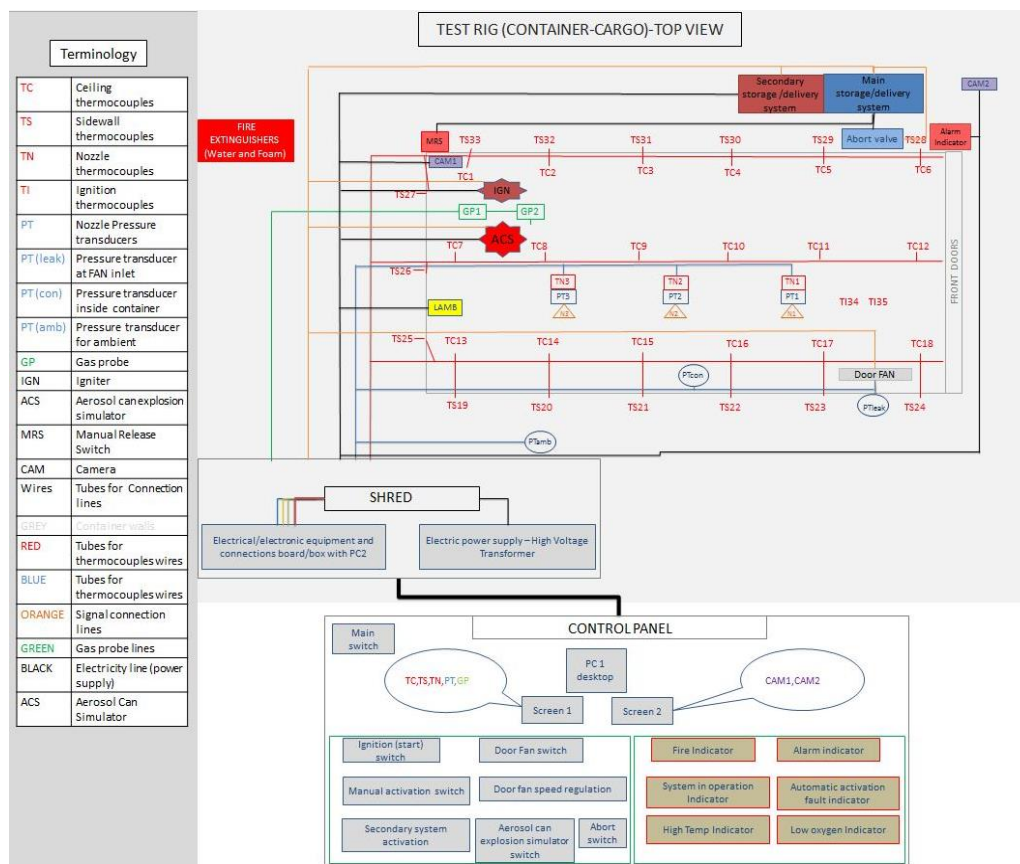 TEST RIG (CONTAINER-CARGO)-TOP VIEW
Terminology
TC Ceiling
thermocouples
TS Sidewall
thermocouples
TN Nozzle
thermocouples
TI Ignition
thermocouples
PT Nozzle Pressure
transducers
PT (leak) Pressure transducer
at FAN inlet
PT (con) Pressure transducer
inside container
PT (amb) Pressure transducer
for ambient
GP Gas probe
IGN Igniter
ACS Aerosol can explosion
simulator
MRS Manual Release
Switch
CAM Camera
Wires Tubes for Connection
lines
GREY Container walls
RED Tubes for
thermocouples wires
BLUE Tubes for
thermocouples wires
ORANGE Signal connection
lines
GREEN Gas probe lines
BLACK Electricity line (power
supply)
ACS Aerosol Can
Simulator
FIRE
EXTINGUISHERS
(Water and Foam)
Secondary
storage /delivery
system
Main
storage/delivery
system
CAM2
Alarm
Indicator
Abort valve
MRS
TS33 TS32 TS31 TS30 TS29 TS28
CAM1
TC1 TC2 TC3 TC4 TC5 TC6
TS27
IGN
GP1 GP2
ACS
TC7 TC8 TC9 TC10 TC11 TC12
TS26
TN3 TN2 TN1
PT3 PT2 PT1
N3 N2 N1
TI34 TI35
FRONT DOORS
LAMB
TS25
TC13 TC14 TC15 TC16 TC17 TC18
PTcon
Door FAN
TS19 TS20 TS21 TS22 TS23 PTleak TS24
PTamb
SHRED
Electrical/electronic equipment and
connections board/box with PC2
Electric power supply – High Voltage
Transformer
CONTROL PANEL
Main
switch
TC,TS,TN,PT,GP
PC 1
desktop
CAM1,CAM2
Screen 1
Screen 2
Ignition (start)
switch
Door Fan switch
Manual activation switch
Door fan speed regulation
Secondary system
activation
Aerosol can
explosion simulator
switch
Abort
switch
Fire Indicator
Alarm indicator
System in operation
Indicator
Automatic activation
fault indicator
High Temp Indicator
Low oxygen Indicator